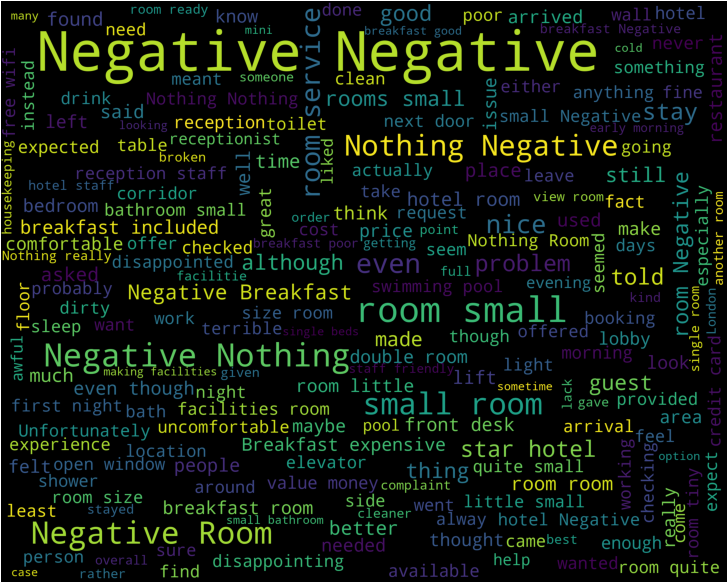 many
room ready
found
need
know
mini
someone
breakfast good
done
good
poor
arrived
wall
hotel
breakfast Negative
never
Negative Negative
cold
something
free wifi
instead
drink
meant
said
left
Nothing Nothing
looking
room service
clean
rooms small
issue
either
anything fine
next door
small Negative
stay
early morning
restaurant
reception
toilet
receptionist
liked
Nothing Negative
going
expected
table
broken
time
actually
place
leave
still
housekeeping
reception staff
well
hotel staff
corridor
great
take
hotel room
view room
fact
bedroom
bathroom small
order
think
request
used
room Negative
especially
another room
breakfast included
cost
price
point
nice
make
comfortable
offer
checked
breakfast poor
getting
seem
Nothing Room
seemed
days
Nothing really
disappointed
although
even
full
problem
evening
told
facilitie
asked
swimming pool
kind
probably
floor
Negative Breakfast
room small
booking
London
dirty
sleep
want
work
size room
terrible
single beds
made
though
offered
lobby
single room
credit card
awful
Negative Nothing
double room
morning
look
much
making facilities
given
staff friendly
lift
light
sometime
even though
night
room little
small room
lack
gave
guest
provided
first night
bath
facilities room
Unfortunately
uncomfortable
maybe
pool
front desk
arrival
area
feel
expect
experience
location
Breakfast expensive
star hotel
option
felt
open window
people
elevator
thing
quite small
working
checking
really
come
room tiny
shower
around
value money
complaint
room room
least
stayed
room size
breakfast room
cleaner
side
went
little small
small bathroom
better
alway
hotel Negative
Negative Room
thought
came
best
enough
person
overall
sure
disappointing
needed
help
wanted
case
rather
find
available
room quite